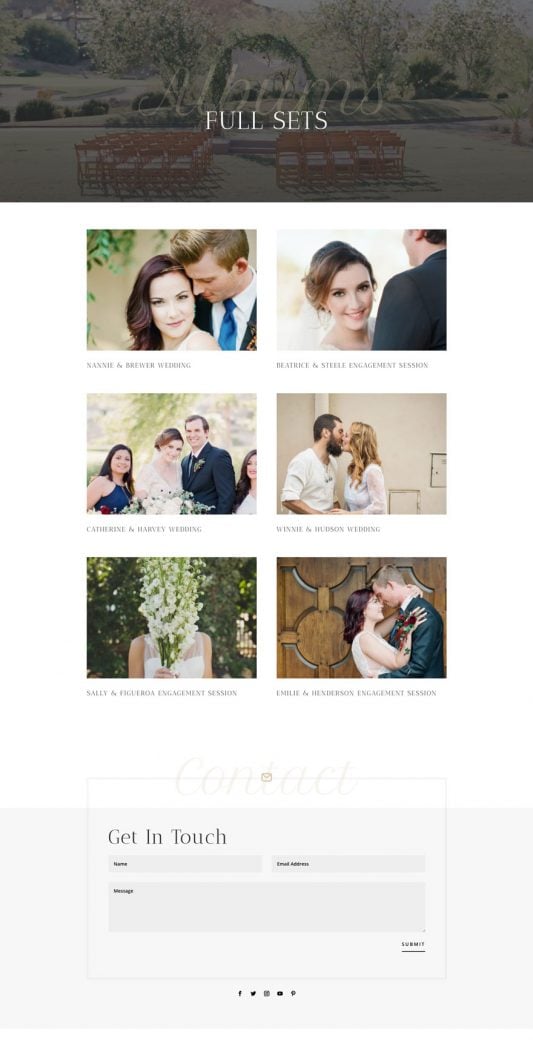 Albums
FULL SETS
NANNIE & BREWER WEDDING
BEATRICE & STEELE ENGAGEMENT SESSION
CATHERINE & HARVEY WEDDING
WINNIE & HUDSON WEDDING
SALLY & FIGUEROA ENGAGEMENT SESSION
EMILIE & HENDERSON ENGAGEMENT SESSION
Contact
Get In Touch
Name
Email Address
Message
SUBMIT